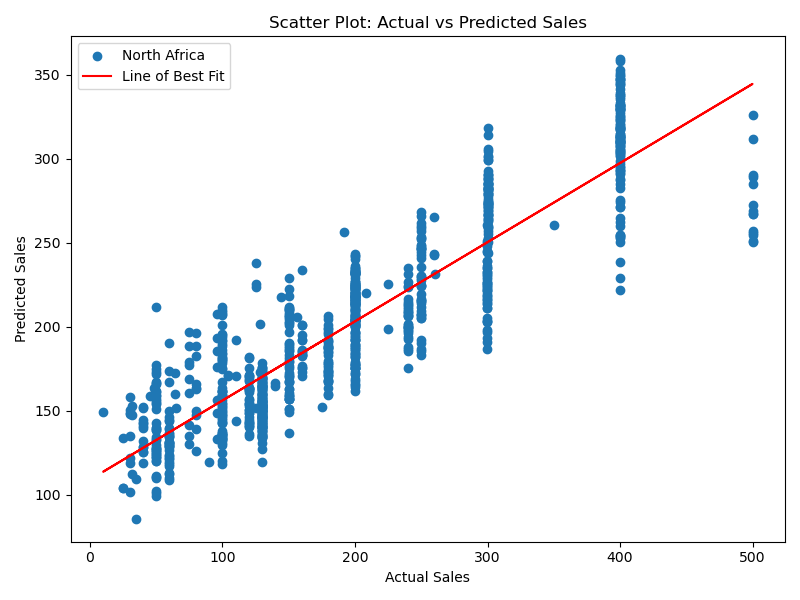 Scatter Plot: Actual vs Predicted Sales
North Africa
Line of Best Fit
Predicted Sales
350
300
250
200
150
100
0
100
200
300
400
500
Actual Sales